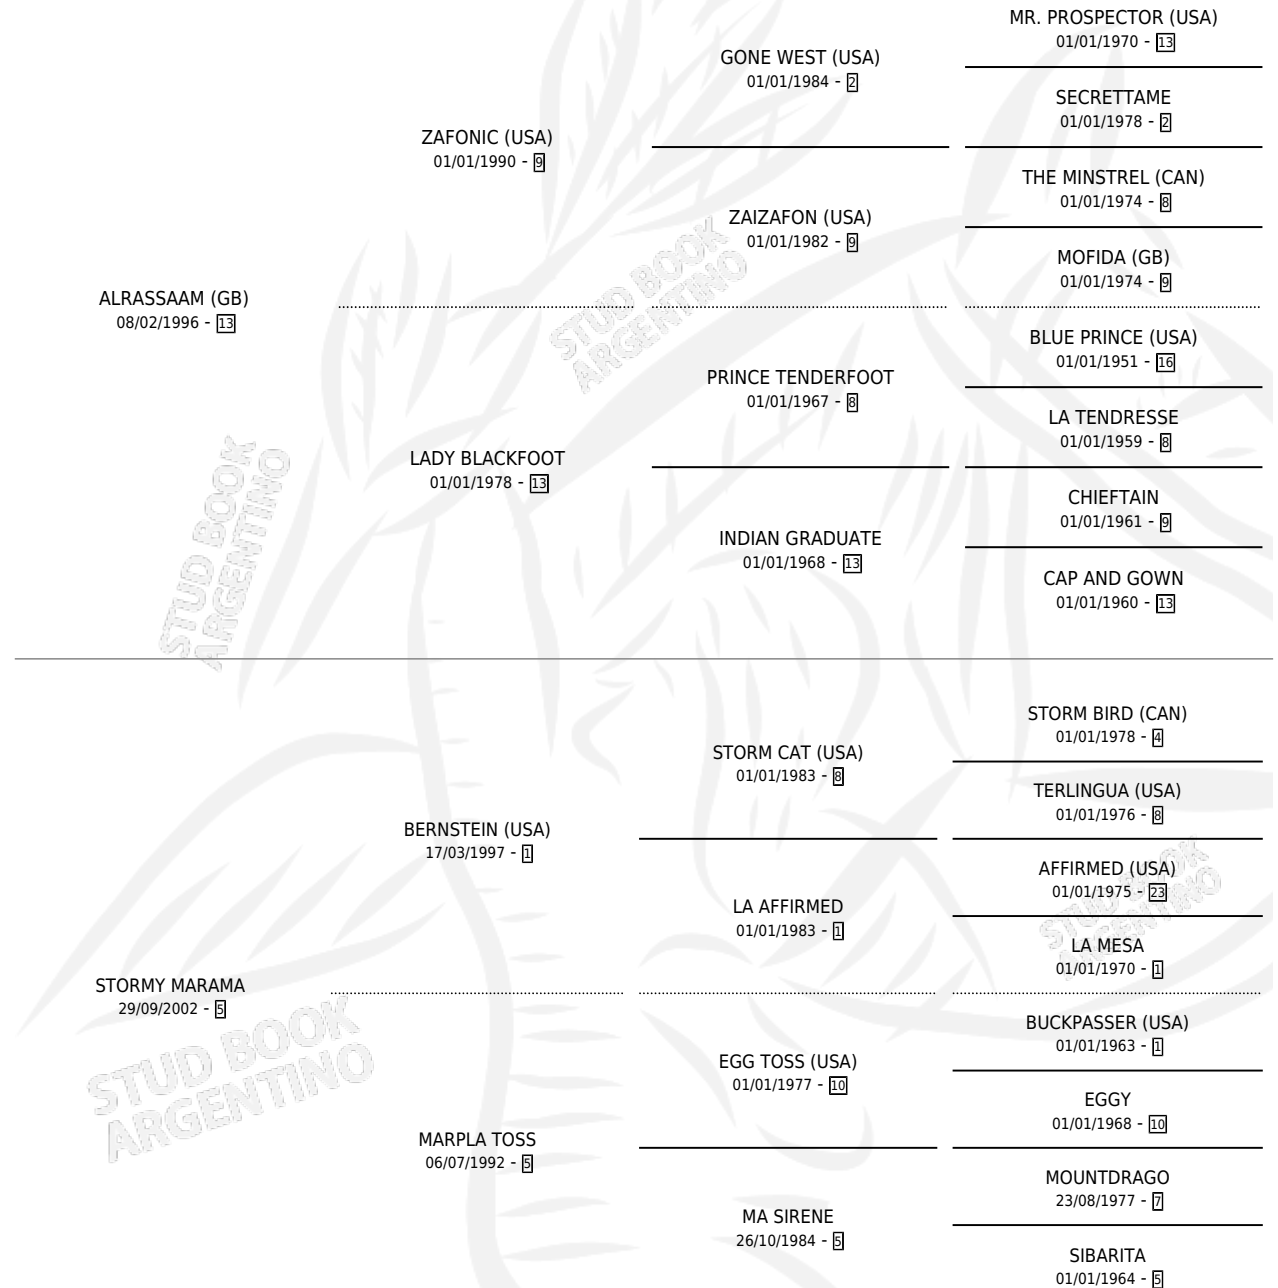 MR. PROSPECTOR (USA)
01/01/1970 - 13
GONE WEST (USA)
01/01/1984 - 2
SECRETTAME
01/01/1978 - 2
ZAFONIC (USA)
01/01/1990 - 9
THE MINSTREL (CAN)
01/01/1974 - 8
ZAIZAFON (USA)
01/01/1982 - 9
MOFIDA (GB)
01/01/1974 - 9
ALRASSAAM (GB)
08/02/1996 - 13
BLUE PRINCE (USA)
01/01/1951 - 16
PRINCE TENDERFOOT
01/01/1967 - 8
LA TENDRESSE
01/01/1959 - 8
LADY BLACKFOOT
01/01/1978 - 13
CHIEFTAIN
01/01/1961 - 9
INDIAN GRADUATE
01/01/1968 - 13
CAP AND GOWN
01/01/1960 - 13
STUD BOOK
ARGENTINO
STUD BOOK
ARGENTINO
STORM BIRD (CAN)
01/01/1978 - 4
STORM CAT (USA)
01/01/1983 - 8
TERLINGUA (USA)
01/01/1976 - 8
BERNSTEIN (USA)
17/03/1997 - 1
AFFIRMED (USA)
01/01/1975 - 23
LA AFFIRMED
01/01/1983 - 1
LA MESA
01/01/1970 - 1
STORMY MARAMA
29/09/2002 - 5
BUCKPASSER (USA)
01/01/1963 - 1
EGG TOSS (USA)
01/01/1977 - 10
EGGY
01/01/1968 - 10
MARPLA TOSS
06/07/1992 - 5
MOUNTDRAGO
23/08/1977 - 7
MA SIRENE
26/10/1984 - 5
SIBARITA
01/01/1964 - 5
STUD BOOK
ARGENTINO
STUD BOOK
ARGENTINO